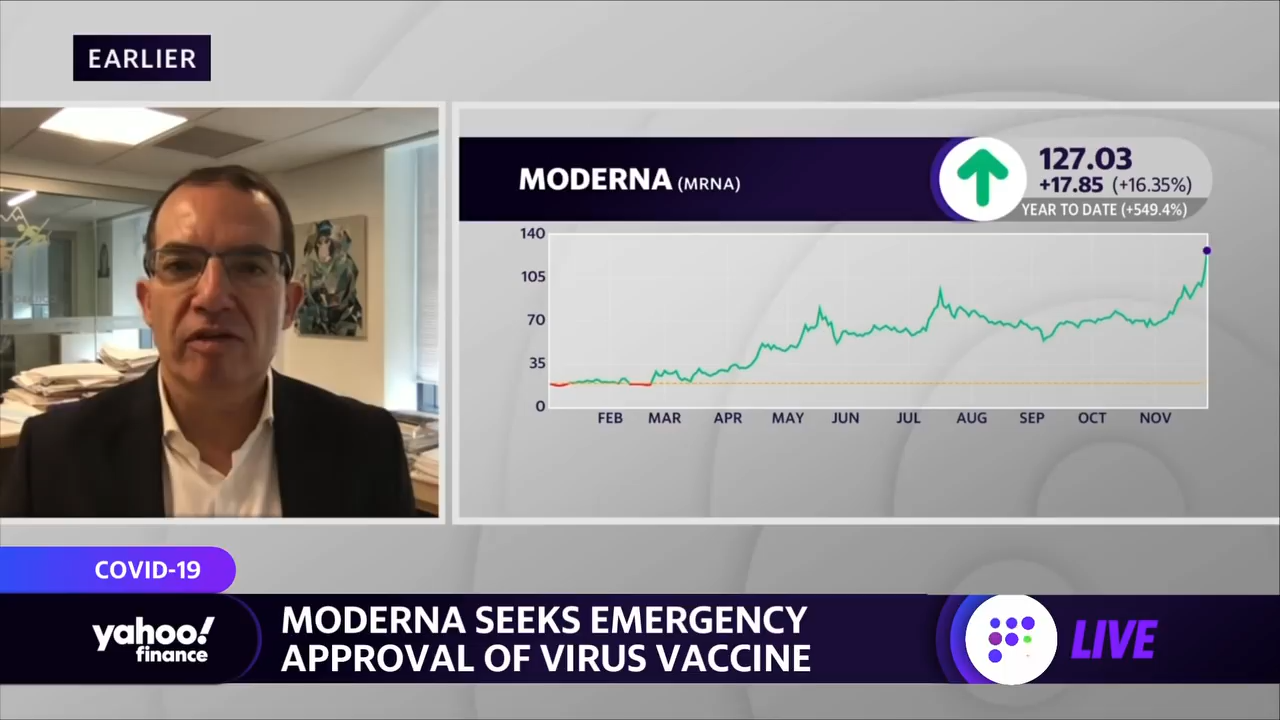 EARLIER
MODERNA (MRNA)
127.03
+17.85 (+16.35%)
YEAR TO DATE (+549.4%)
140
105
70
35
0
FEB MAR APR MAY JUN JUL AUG SEP OCT NOV
COVID-19
yahoo!
finance
MODERNA SEEKS EMERGENCY
APPROVAL OF VIRUS VACCINE
LIVE